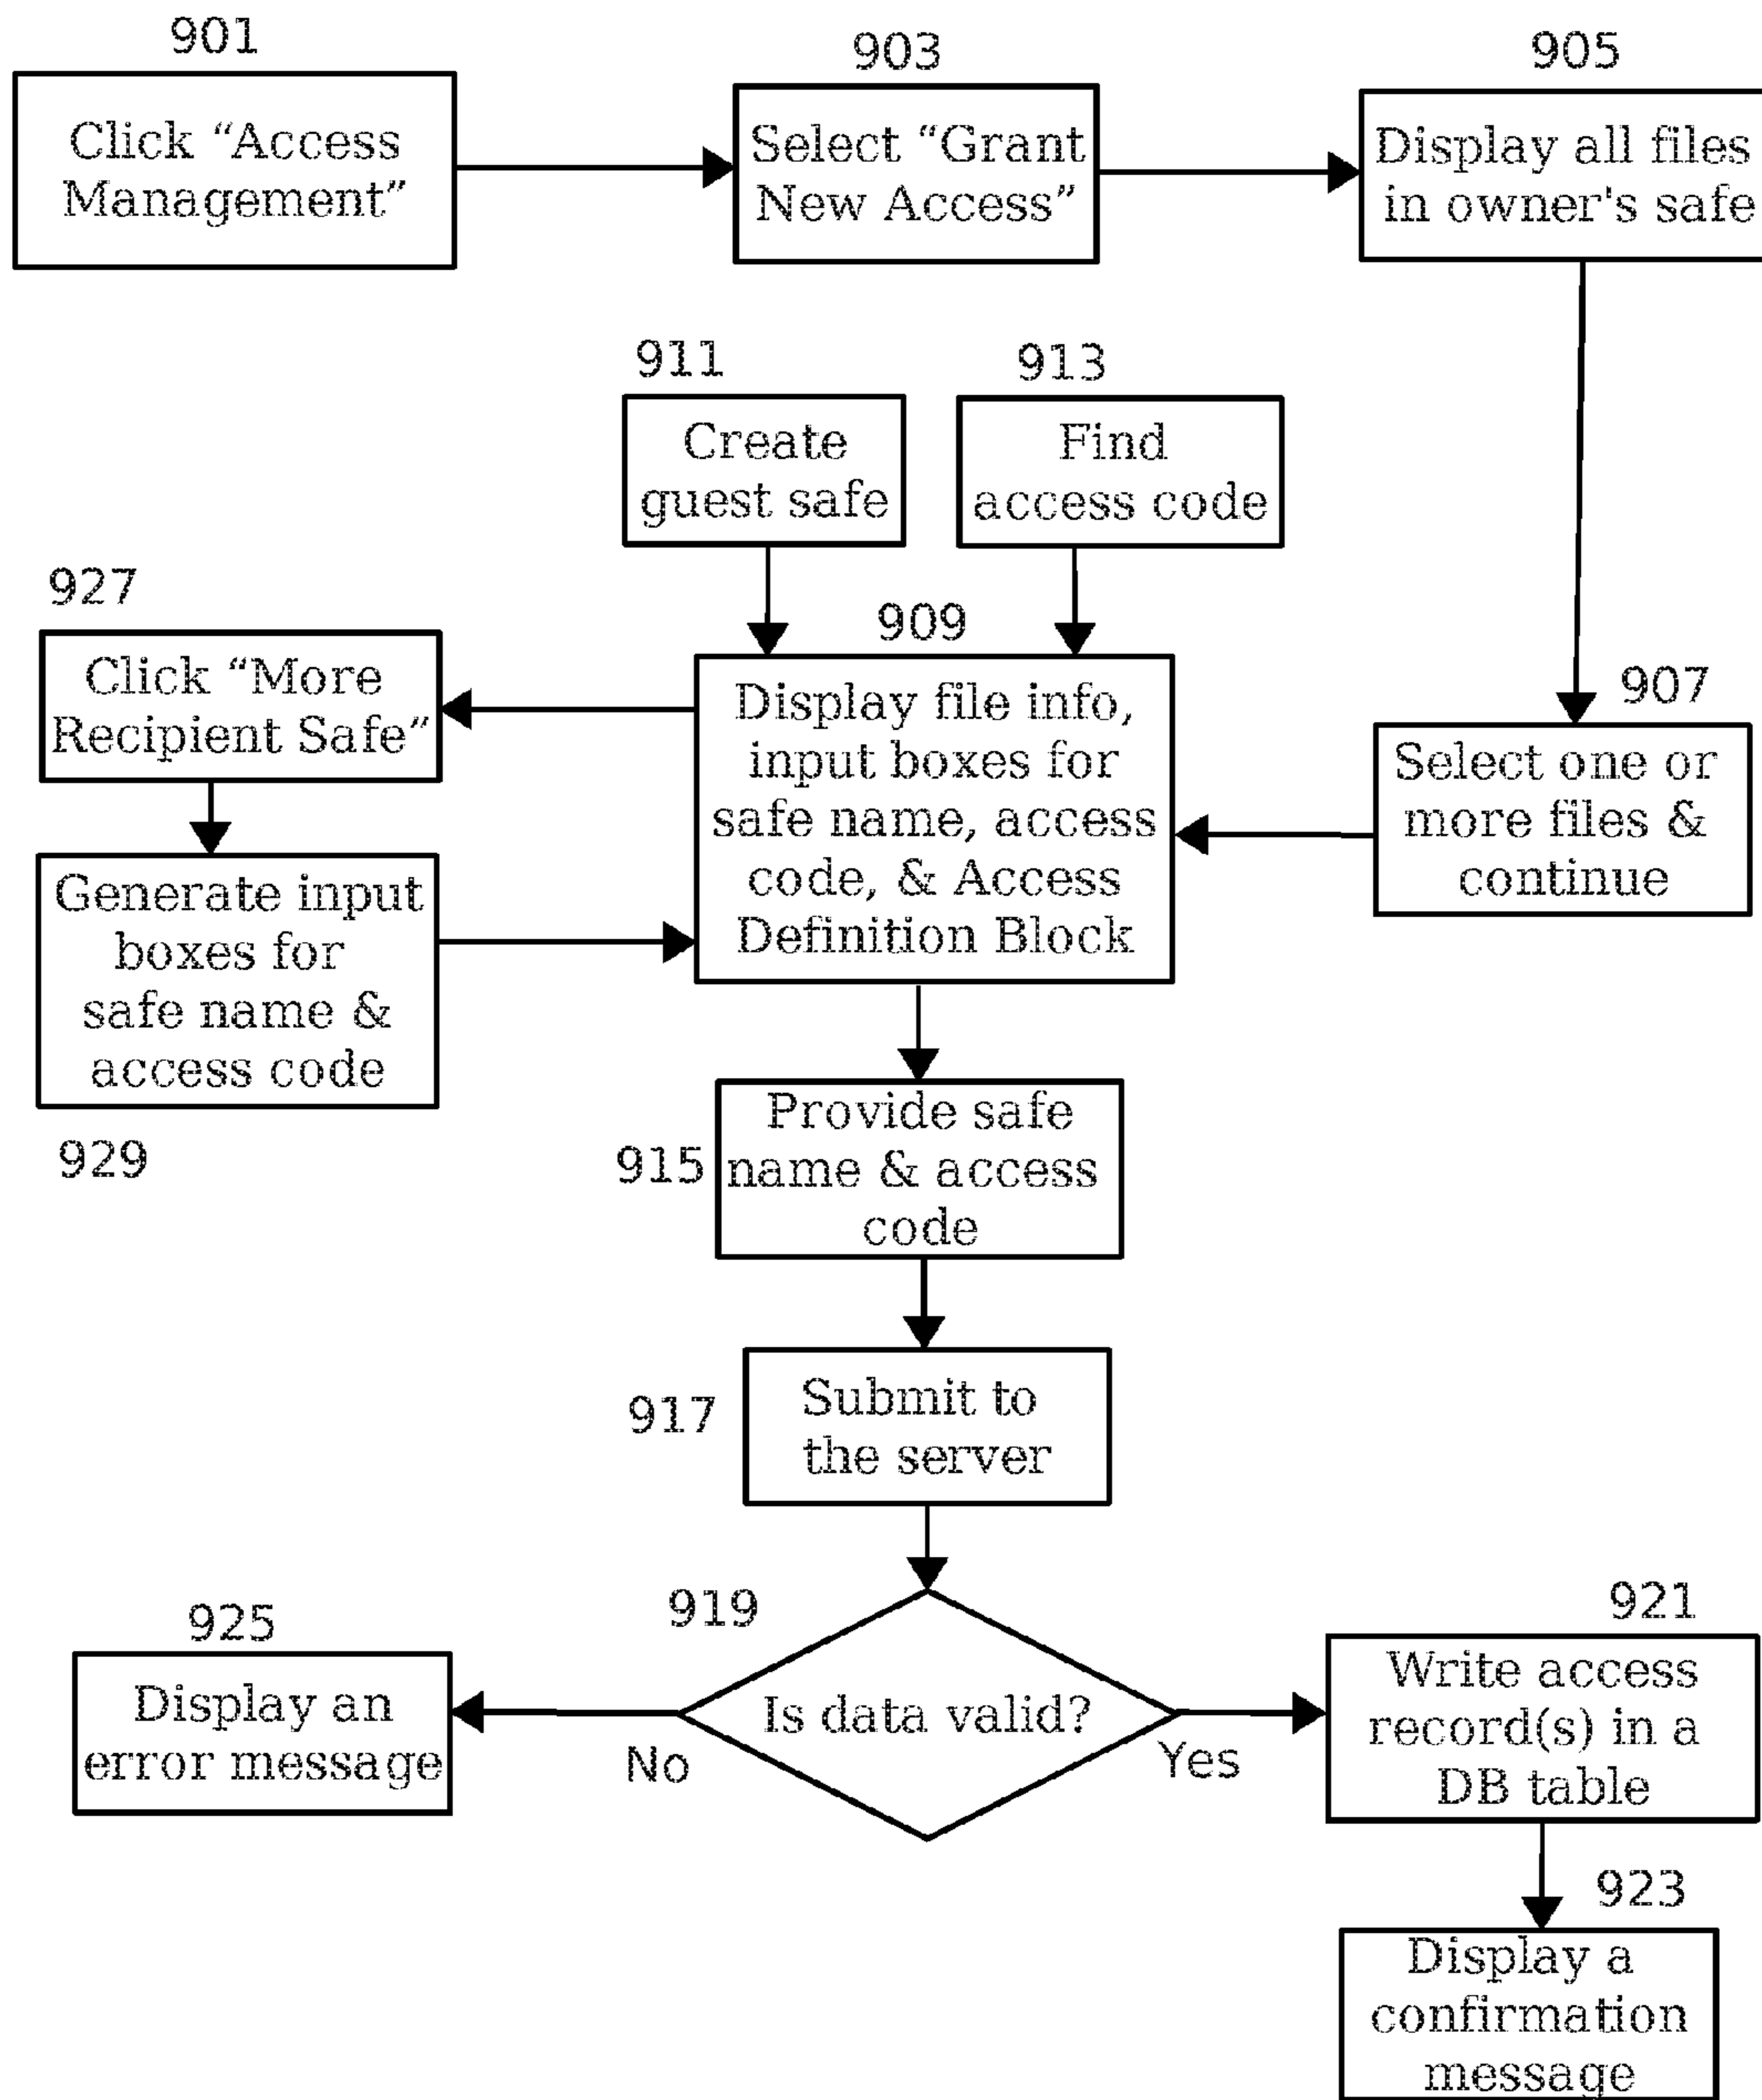 901
Click “Access
Management”
903
Select “Grant
New Access”
905
Display all files
in owner's safe
911
Create
guest safe
913
Find
access code
927
Click “More
Recipient Safe”
909
Display file info,
input boxes for
safe name, access
code, & Access
Definition Block
907
Select one or
more files &
continue
Generate input
boxes for
safe name &
access code
929
915
Provide safe
name & access
code
917
Submit to
the server
919
Is data valid?
No
Yes
925
Display an
error message
921
Write access
record(s) in a
DB table
923
Display a
confirmation
message